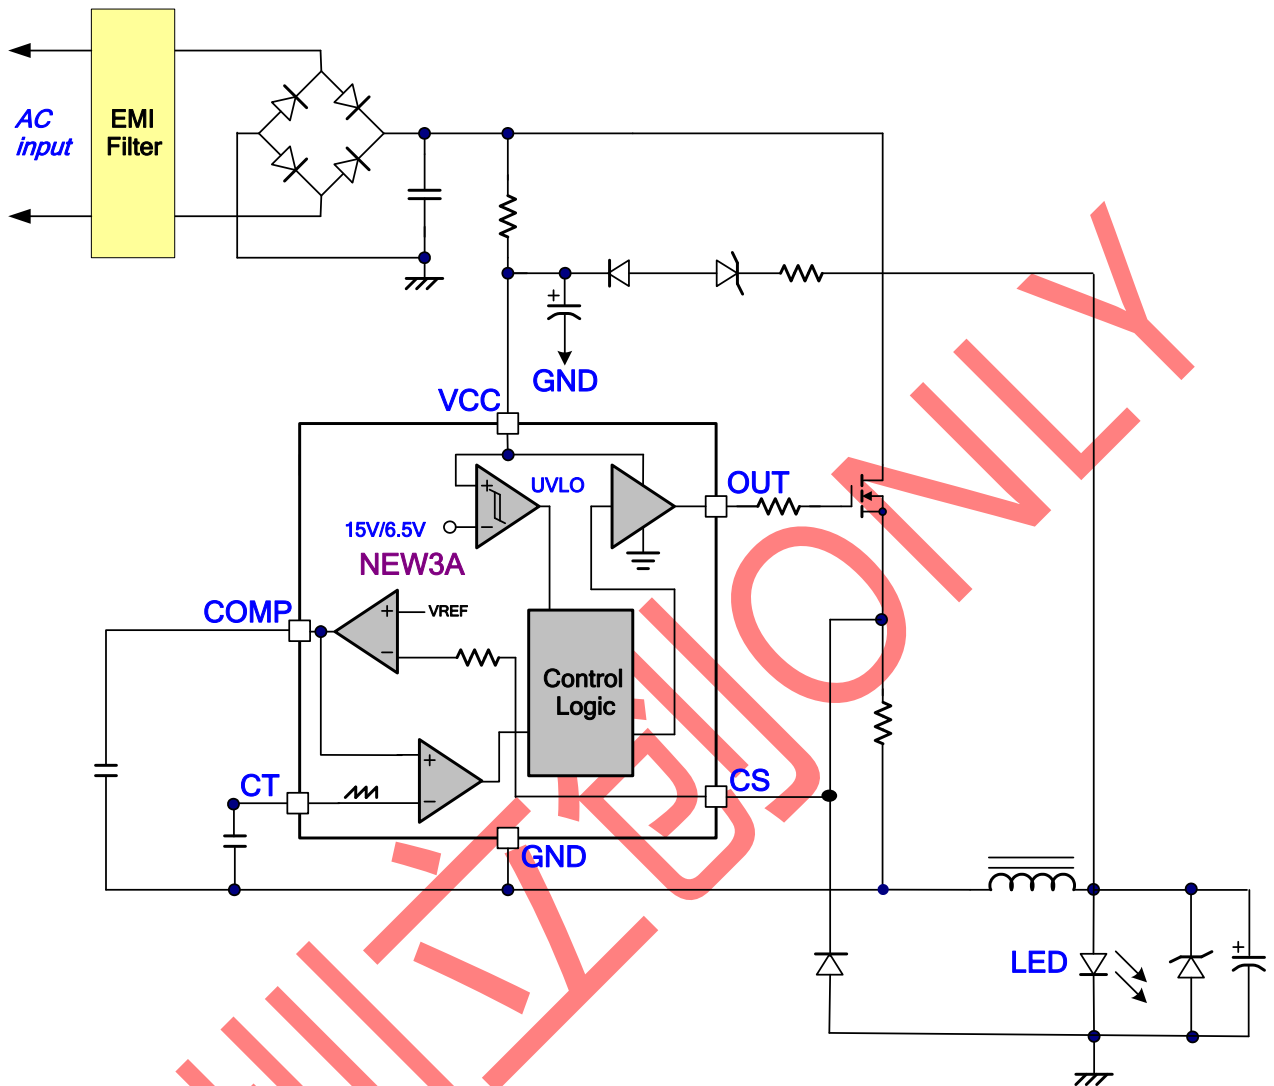 AC
input
EMI
Filter
GND
VCC
UVLO
OUT
15V/6.5V
NEW3A
COMP
VREF
Control
Logic
CT
CS
GND
LED
ONLY